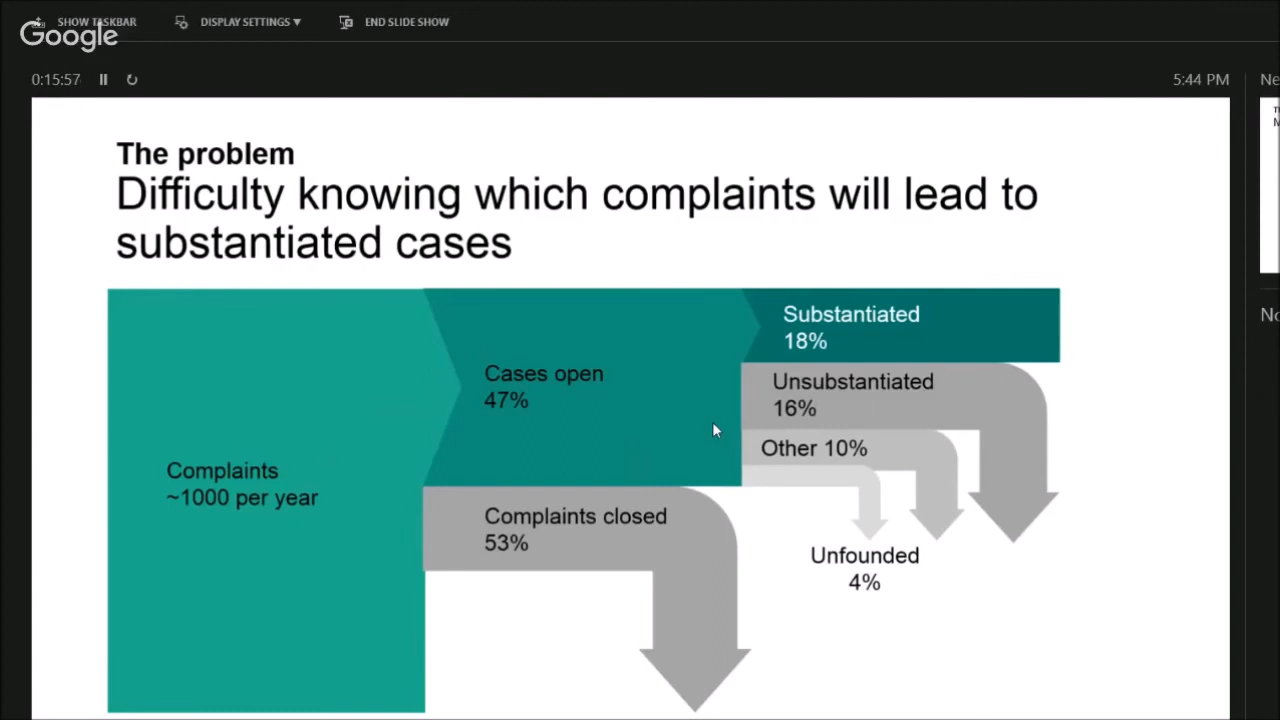 SHOW TASKBAR
DISPLAY SETTINGS ▼
END SLIDE SHOW
Google
0:15:57
5:44 PM
The problem
Difficulty knowing which complaints will lead to
substantiated cases
Complaints
~1000 per year
Cases open
47%
Complaints closed
53%
Substantiated
18%
Unsubstantiated
16%
Other 10%
Unfounded
4%